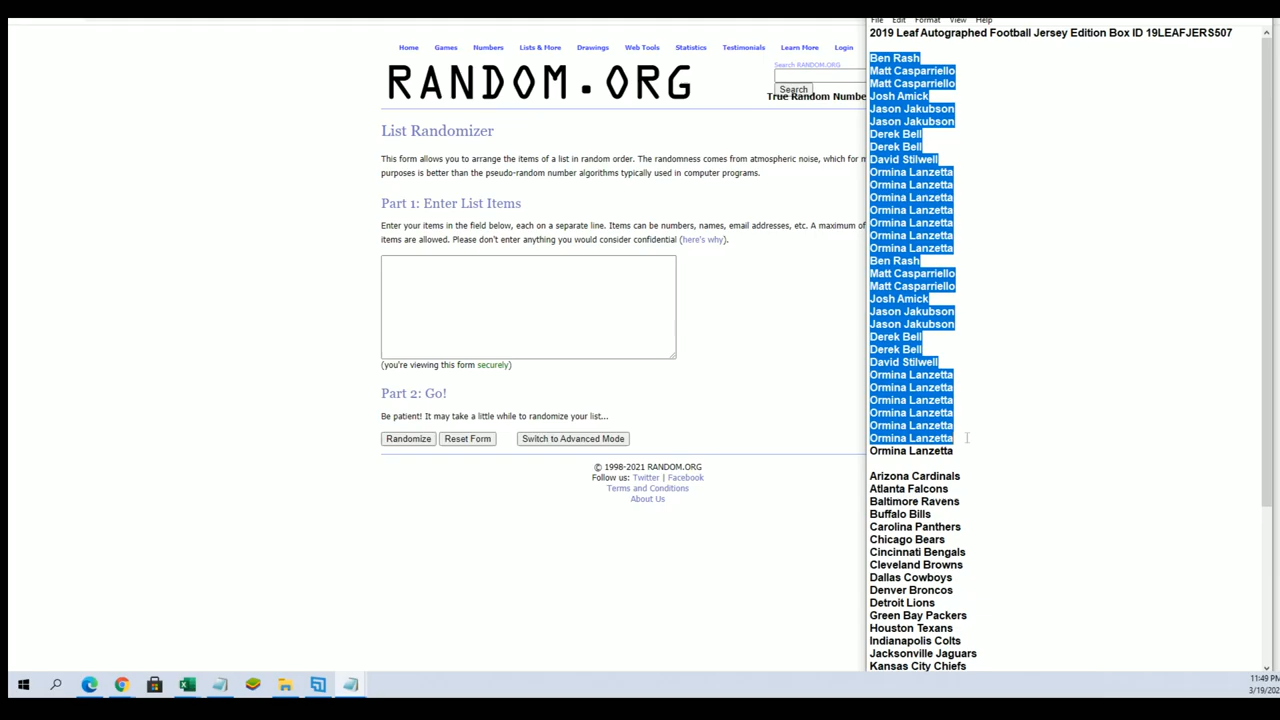 Home Games Numbers Lists & More Drawings Web Tools Statistics Testimonials Learn More Login
RANDOM.ORG
Search RANDOM.ORG
Search
True Random Numbe
List Randomizer
This form allows you to arrange the items of a list in random order. The randomness comes from atmospheric noise, which for m
purposes is better than the pseudo-random number algorithms typically used in computer programs.
Part 1: Enter List Items
Enter your items in the field below, each on a separate line. Items can be numbers, names, email addresses, etc. A maximum of
items are allowed. Please don't enter anything you would consider confidential (here's why).
(you're viewing this form securely)
Part 2: Go!
Be patient! It may take a little while to randomize your list...
Randomize Reset Form Switch to Advanced Mode
© 1998-2021 RANDOM.ORG
Follow us: Twitter | Facebook
Terms and Conditions
About Us
File Edit Format View Help
2019 Leaf Autographed Football Jersey Edition Box ID 19LEAFJERS507
Ben Rash
Matt Casparriello
Matt Casparriello
Josh Amick
Jason Jakubson
Jason Jakubson
Derek Bell
Derek Bell
David Stilwell
Ormina Lanzetta
Ormina Lanzetta
Ormina Lanzetta
Ormina Lanzetta
Ormina Lanzetta
Ormina Lanzetta
Ormina Lanzetta
Ben Rash
Matt Casparriello
Matt Casparriello
Josh Amick
Jason Jakubson
Jason Jakubson
Derek Bell
Derek Bell
David Stilwell
Ormina Lanzetta
Ormina Lanzetta
Ormina Lanzetta
Ormina Lanzetta
Ormina Lanzetta
Ormina Lanzetta
Ormina Lanzetta
Arizona Cardinals
Atlanta Falcons
Baltimore Ravens
Buffalo Bills
Carolina Panthers
Chicago Bears
Cincinnati Bengals
Cleveland Browns
Dallas Cowboys
Denver Broncos
Detroit Lions
Green Bay Packers
Houston Texans
Indianapolis Colts
Jacksonville Jaguars
Kansas City Chiefs
11:49 PM
3/19/202